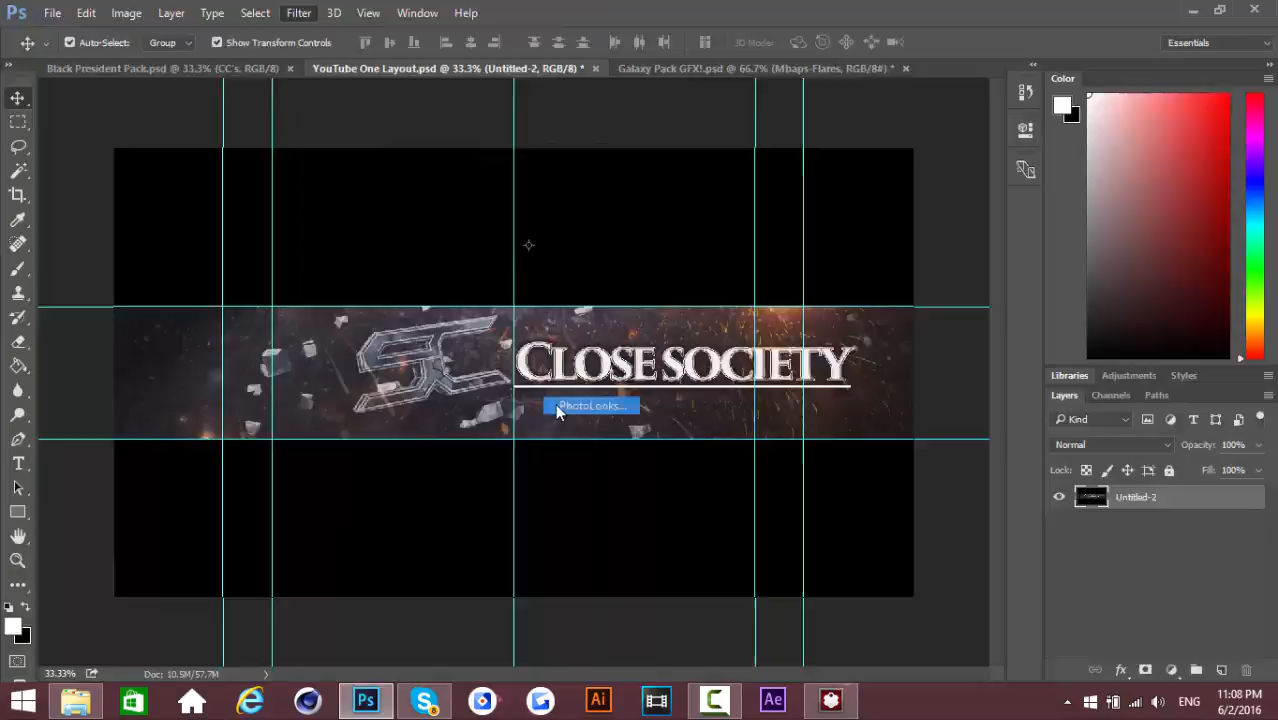 Ps File Edit Image Layer Type Select Filter 3D View Window Help
Auto-Select: Group Show Transform Controls 3D Mode: Essentials
Black President Pack.psd @ 33.3% (CC's, RGB/8) × YouTube One Layout.psd @ 33.3% (Untitled-2, RGB/8) * × Galaxy Pack GFX!.psd @ 66.7% (Mbaps-Flares, RGB/8#) * ×
Color
CLOSE SOCIETY
PhotoLooks...
Libraries Adjustments Styles
Layers Channels Paths
Kind
Normal Opacity: 100%
Lock: Fill: 100%
Untitled-2
33.33% Doc: 10.5M/57.7M
Ps Ai Ae ENG
11:08 PM
6/2/2016